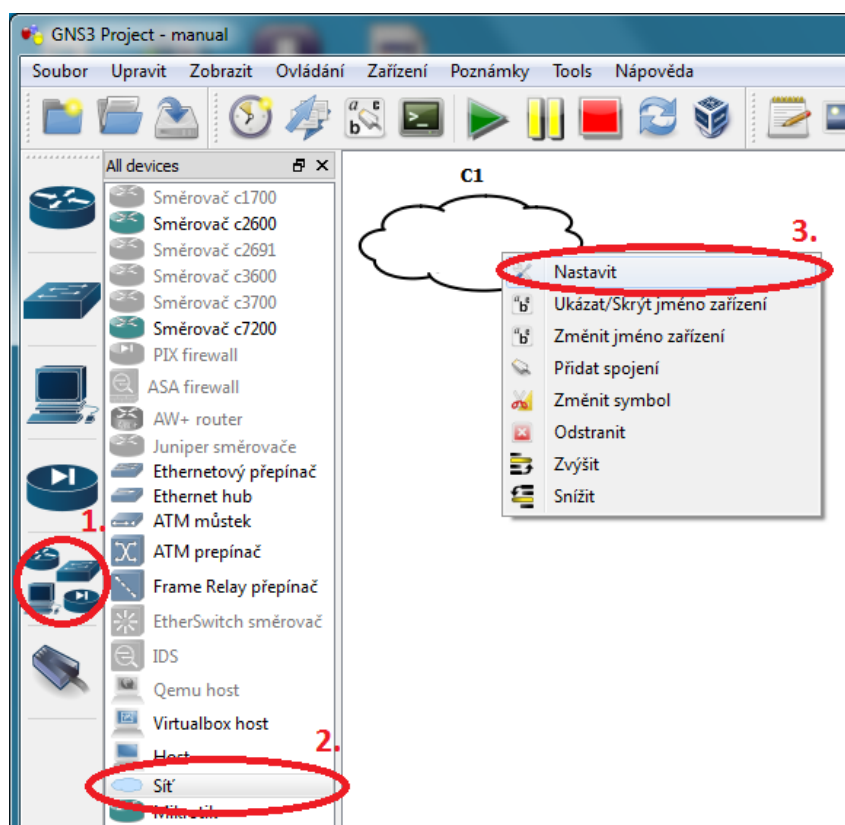 GNS3 Project - manual
Soubor Upravit Zobrazit Ovládání Zařízení Poznámky Tools Nápověda
All devices
Směrovač c1700
Směrovač c2600
Směrovač c2691
Směrovač c3600
Směrovač c3700
Směrovač c7200
PIX firewall
ASA firewall
AW+ router
Juniper směrovače
Ethernetový přepínač
Ethernet hub
1.
ATM můstek
ATM prepínač
Frame Relay přepínač
EtherSwitch směrovač
IDS
Qemu host
Virtualbox host
2.
Host
Síť
Mikrotik
C1
3.
Nastavit
Ukázat/Skrýt jméno zařízení
Změnit jméno zařízení
Přidat spojení
Změnit symbol
Odstranit
Zvýšit
Snížit